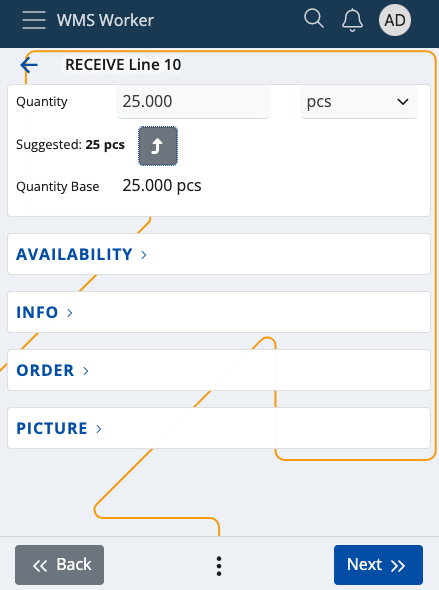 WMS Worker
AD
RECEIVE Line 10
Quantity 25.000 pcs
Suggested: 25 pcs
Quantity Base 25.000 pcs
AVAILABILITY
INFO
ORDER
PICTURE
Back
Next